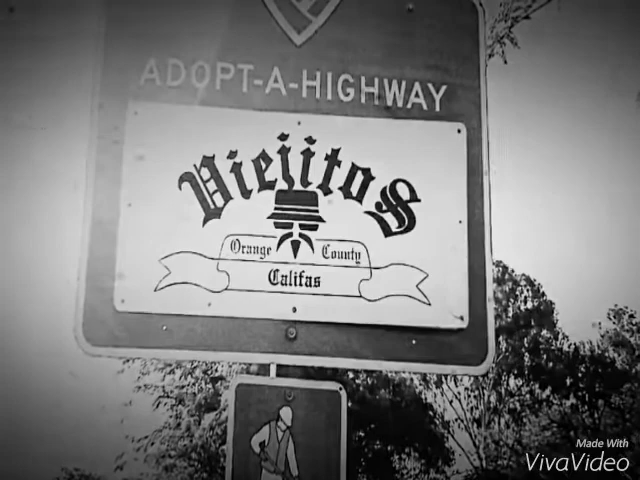 ADOPT-A-HIGHWAY
Viejitos
Orange County
Califas
Made With
VivaVideo